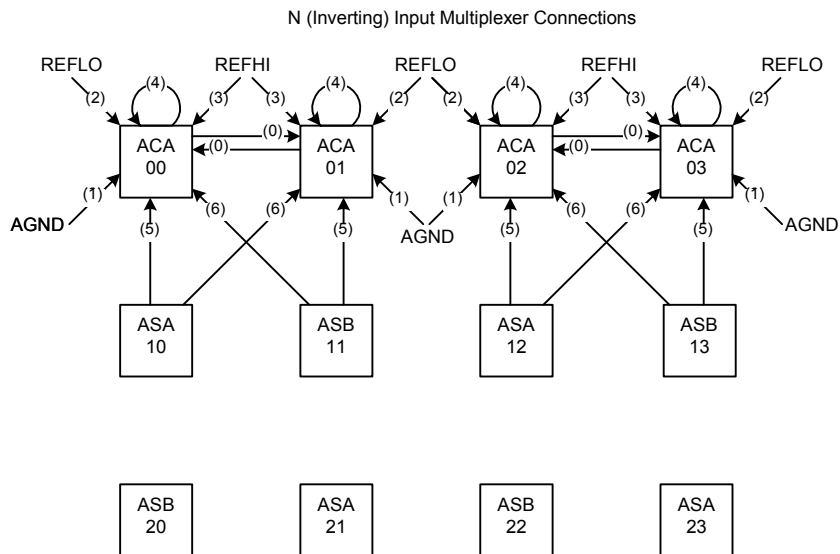 N (Inverting) Input Multiplexer Connections
REFLO REFHI REFLO REFHI REFLO
(4) (4) (4) (4)
(2) (3) (3) (2) (2) (3) (3) (2)
(0) (0)
ACA 00 ACA 01 ACA 02 ACA 03
(0) (0)
(1) (1) (1) (1)
AGND AGND AGND
(6) (6) (6) (6)
(5) (5) (5) (5)
ASA 10 ASB 11 ASA 12 ASB 13
ASB 20 ASA 21 ASB 22 ASA 23